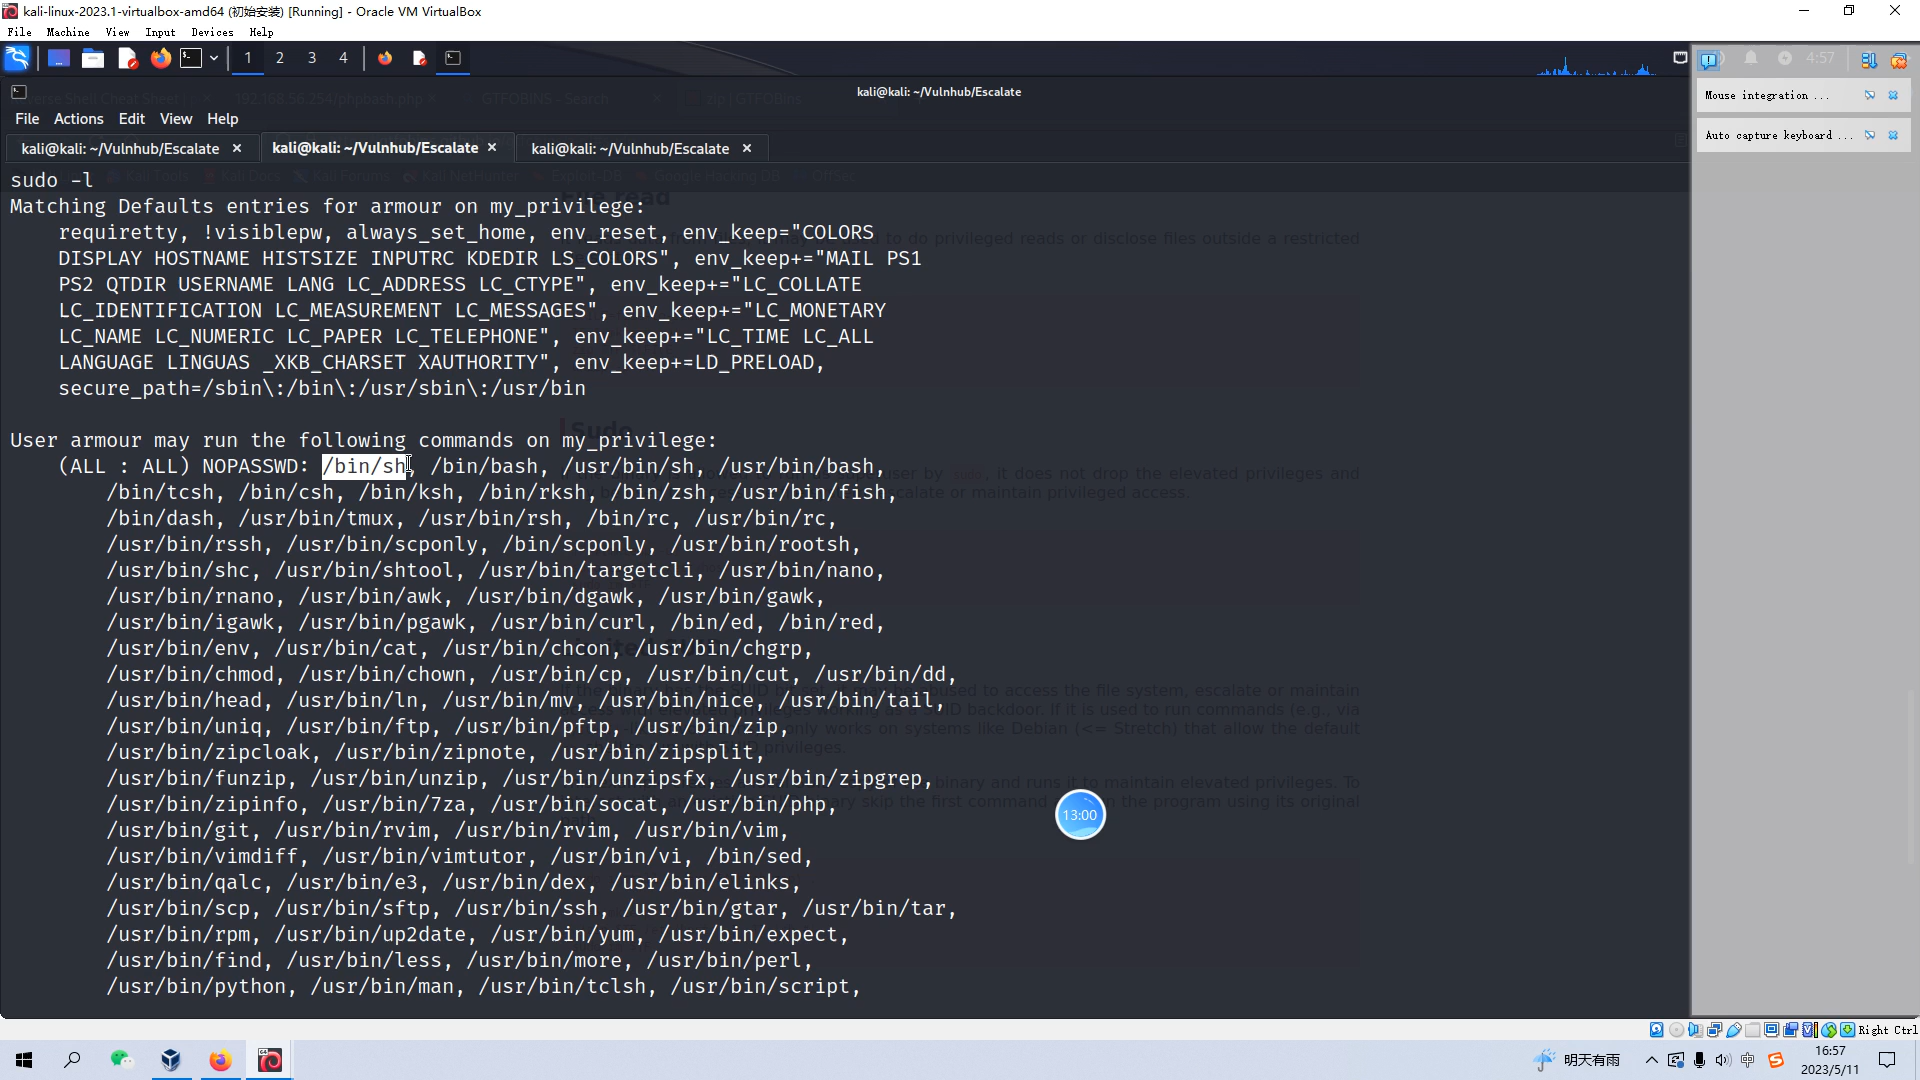 kali-linux-2023.1-virtualbox-amd64 (初始安装) [Running] - Oracle VM VirtualBox
File Machine View Input Devices Help
1 2 3 4 4:57
kali@kali: ~/Vulnhub/Escalate
File Actions Edit View Help
kali@kali: ~/Vulnhub/Escalate kali@kali: ~/Vulnhub/Escalate kali@kali: ~/Vulnhub/Escalate
Mouse integration ...
Auto capture keyboard ...
sudo -l
Matching Defaults entries for armour on my_privilege:
requiretty, !visiblepw, always_set_home, env_reset, env_keep="COLORS
DISPLAY HOSTNAME HISTSIZE INPUTRC KDEDIR LS_COLORS", env_keep+="MAIL PS1
PS2 QTDIR USERNAME LANG LC_ADDRESS LC_CTYPE", env_keep+="LC_COLLATE
LC_IDENTIFICATION LC_MEASUREMENT LC_MESSAGES", env_keep+="LC_MONETARY
LC_NAME LC_NUMERIC LC_PAPER LC_TELEPHONE", env_keep+="LC_TIME LC_ALL
LANGUAGE LINGUAS _XKB_CHARSET XAUTHORITY", env_keep+=LD_PRELOAD,
secure_path=/sbin\:/bin\:/usr/sbin\:/usr/bin
User armour may run the following commands on my_privilege:
(ALL : ALL) NOPASSWD: /bin/sh, /bin/bash, /usr/bin/sh, /usr/bin/bash,
/bin/tcsh, /bin/csh, /bin/ksh, /bin/rksh, /bin/zsh, /usr/bin/fish,
/bin/dash, /usr/bin/tmux, /usr/bin/rsh, /bin/rc, /usr/bin/rc,
/usr/bin/rssh, /usr/bin/scponly, /bin/scponly, /usr/bin/rootsh,
/usr/bin/shc, /usr/bin/shtool, /usr/bin/targetcli, /usr/bin/nano,
/usr/bin/rnano, /usr/bin/awk, /usr/bin/dgawk, /usr/bin/gawk,
/usr/bin/igawk, /usr/bin/pgawk, /usr/bin/curl, /bin/ed, /bin/red,
/usr/bin/env, /usr/bin/cat, /usr/bin/chcon, /usr/bin/chgrp,
/usr/bin/chmod, /usr/bin/chown, /usr/bin/cp, /usr/bin/cut, /usr/bin/dd,
/usr/bin/head, /usr/bin/ln, /usr/bin/mv, /usr/bin/nice, /usr/bin/tail,
/usr/bin/uniq, /usr/bin/ftp, /usr/bin/pftp, /usr/bin/zip,
/usr/bin/zipcloak, /usr/bin/zipnote, /usr/bin/zipsplit,
/usr/bin/funzip, /usr/bin/unzip, /usr/bin/unzipsfx, /usr/bin/zipgrep,
/usr/bin/zipinfo, /usr/bin/7za, /usr/bin/socat, /usr/bin/php,
/usr/bin/git, /usr/bin/rvim, /usr/bin/rvim, /usr/bin/vim,
/usr/bin/vimdiff, /usr/bin/vimtutor, /usr/bin/vi, /bin/sed,
/usr/bin/qalc, /usr/bin/e3, /usr/bin/dex, /usr/bin/elinks,
/usr/bin/scp, /usr/bin/sftp, /usr/bin/ssh, /usr/bin/gtar, /usr/bin/tar,
/usr/bin/rpm, /usr/bin/up2date, /usr/bin/yum, /usr/bin/expect,
/usr/bin/find, /usr/bin/less, /usr/bin/more, /usr/bin/perl,
/usr/bin/python, /usr/bin/man, /usr/bin/tclsh, /usr/bin/script,
13:00
Right Ctrl
明天有雨 中 16:57
2023/5/11